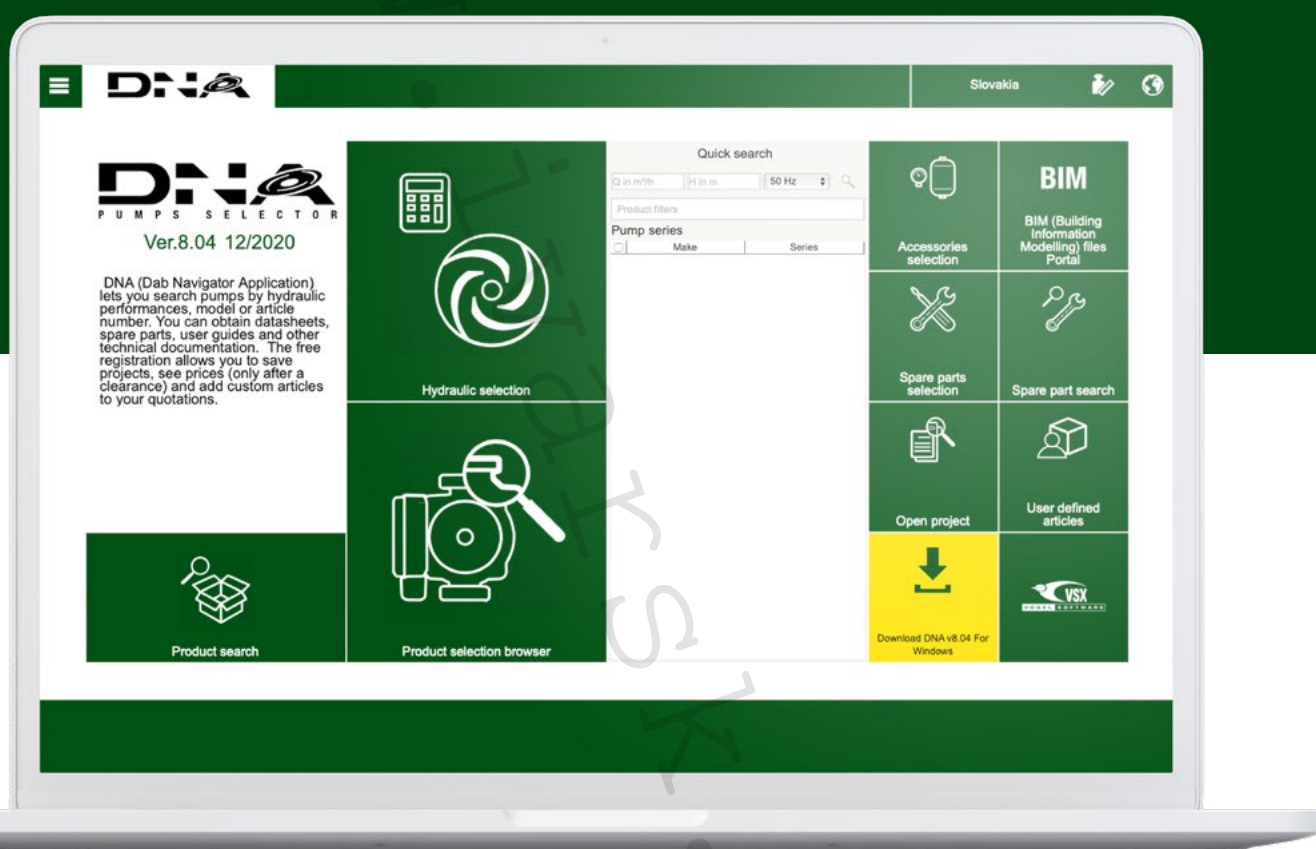 DNA
Slovakia
DNA
PUMPS SELECTOR
Ver.8.04 12/2020
DNA (Dab Navigator Application)
lets you search pumps by hydraulic
performances, model or article
number. You can obtain datasheets,
spare parts, user guides and other
technical documentation. The free
registration allows you to save
projects, see prices (only after a
clearance) and add custom articles
to your quotations.
Product search
Hydraulic selection
Product selection browser
Quick search
Q in m³/h H in m 50 Hz
Product filters
Pump series
Make Series
Accessories
selection
BIM
BIM (Building
Information
Modelling) files
Portal
Spare parts
selection
Spare part search
Open project
User defined
articles
Download DNA v8.04 For
Windows
VSX
VOGEL SOFTWARE